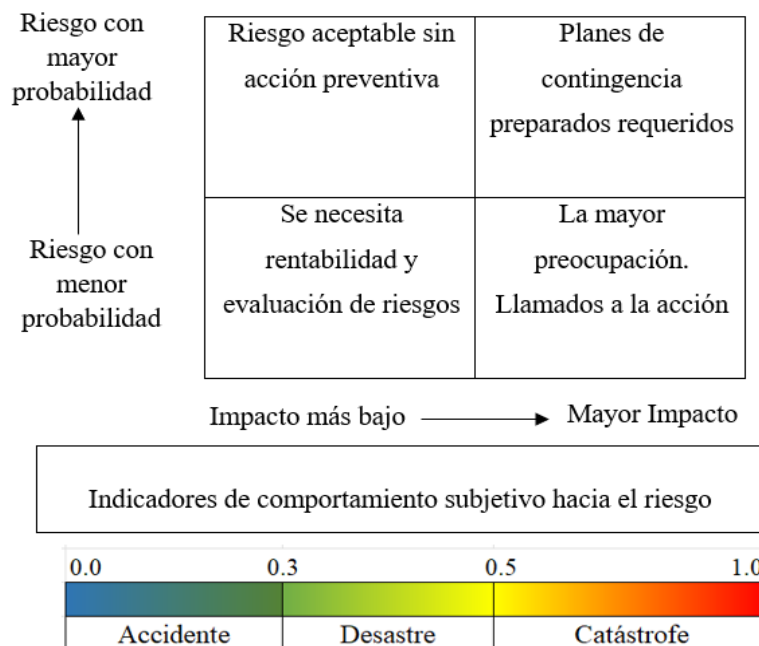 Riesgo con
mayor
probabilidad
Riesgo aceptable sin
acción preventiva
Planes de
contingencia
preparados requeridos
Riesgo con
menor
probabilidad
Se necesita
rentabilidad y
evaluación de riesgos
La mayor
preocupación.
Llamados a la acción
Impacto más bajo
Mayor Impacto
Indicadores de comportamiento subjetivo hacia el riesgo
0.0
0.3
0.5
1.0
Accidente
Desastre
Catástrofe